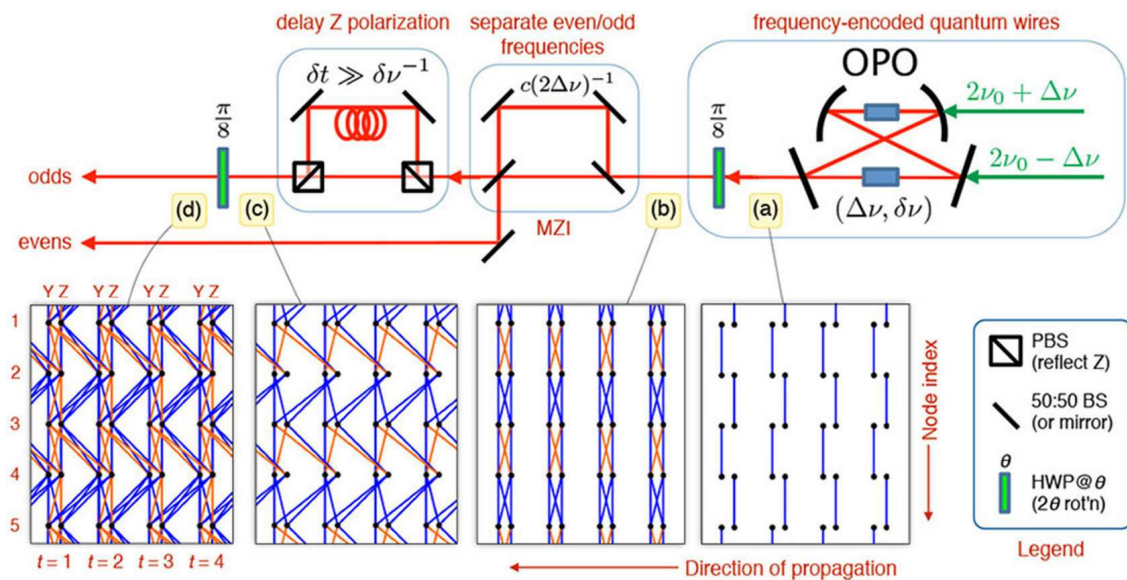 delay Z polarization
separate even/odd
frequencies
frequency-encoded quantum wires
δt ≫ δν⁻¹
c(2Δν)⁻¹
OPO
2ν₀ + Δν
2ν₀ − Δν
(Δν, δν)
π/8
π/8
odds
evens
MZI
(d)
(c)
(b)
(a)
Y Z Y Z Y Z Y Z
1
2
3
4
5
t = 1 t = 2 t = 3 t = 4
Direction of propagation
Node index
PBS
(reflect Z)
50:50 BS
(or mirror)
θ
HWP@θ
(2θ rot'n)
Legend